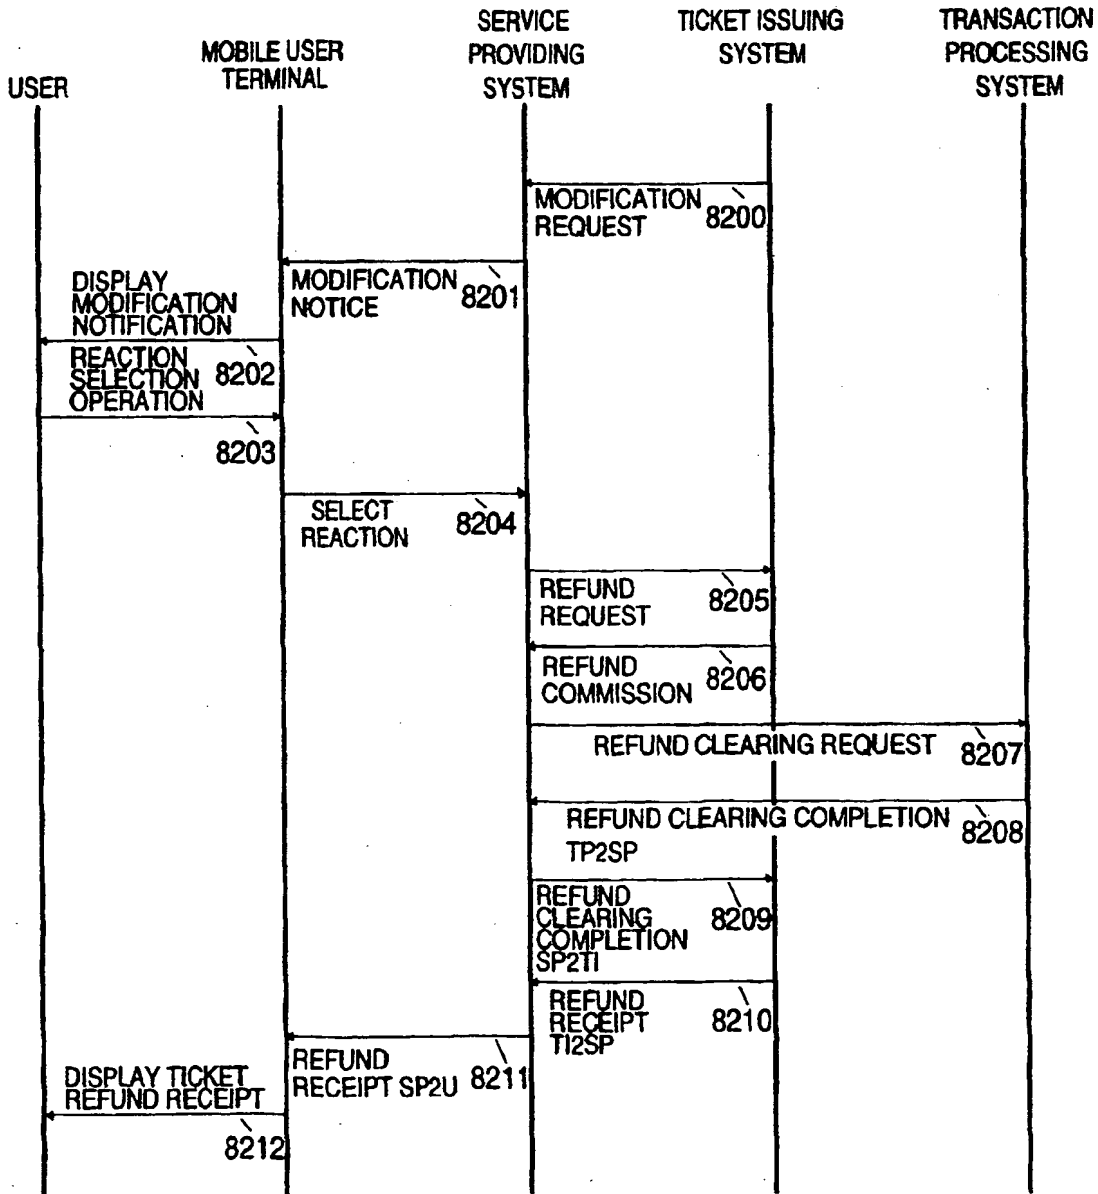 USER
MOBILE USER
TERMINAL
SERVICE
PROVIDING
SYSTEM
TICKET ISSUING
SYSTEM
TRANSACTION
PROCESSING
SYSTEM
MODIFICATION
REQUEST
8200
MODIFICATION
NOTICE
8201
DISPLAY
MODIFICATION
NOTIFICATION
8202
REACTION
SELECTION
OPERATION
8203
SELECT
REACTION
8204
REFUND
REQUEST
8205
REFUND
COMMISSION
8206
REFUND CLEARING REQUEST
8207
REFUND CLEARING COMPLETION
TP2SP
8208
REFUND
CLEARING
COMPLETION
SP2TI
8209
REFUND
RECEIPT
TI2SP
8210
REFUND
RECEIPT SP2U
8211
DISPLAY TICKET
REFUND RECEIPT
8212